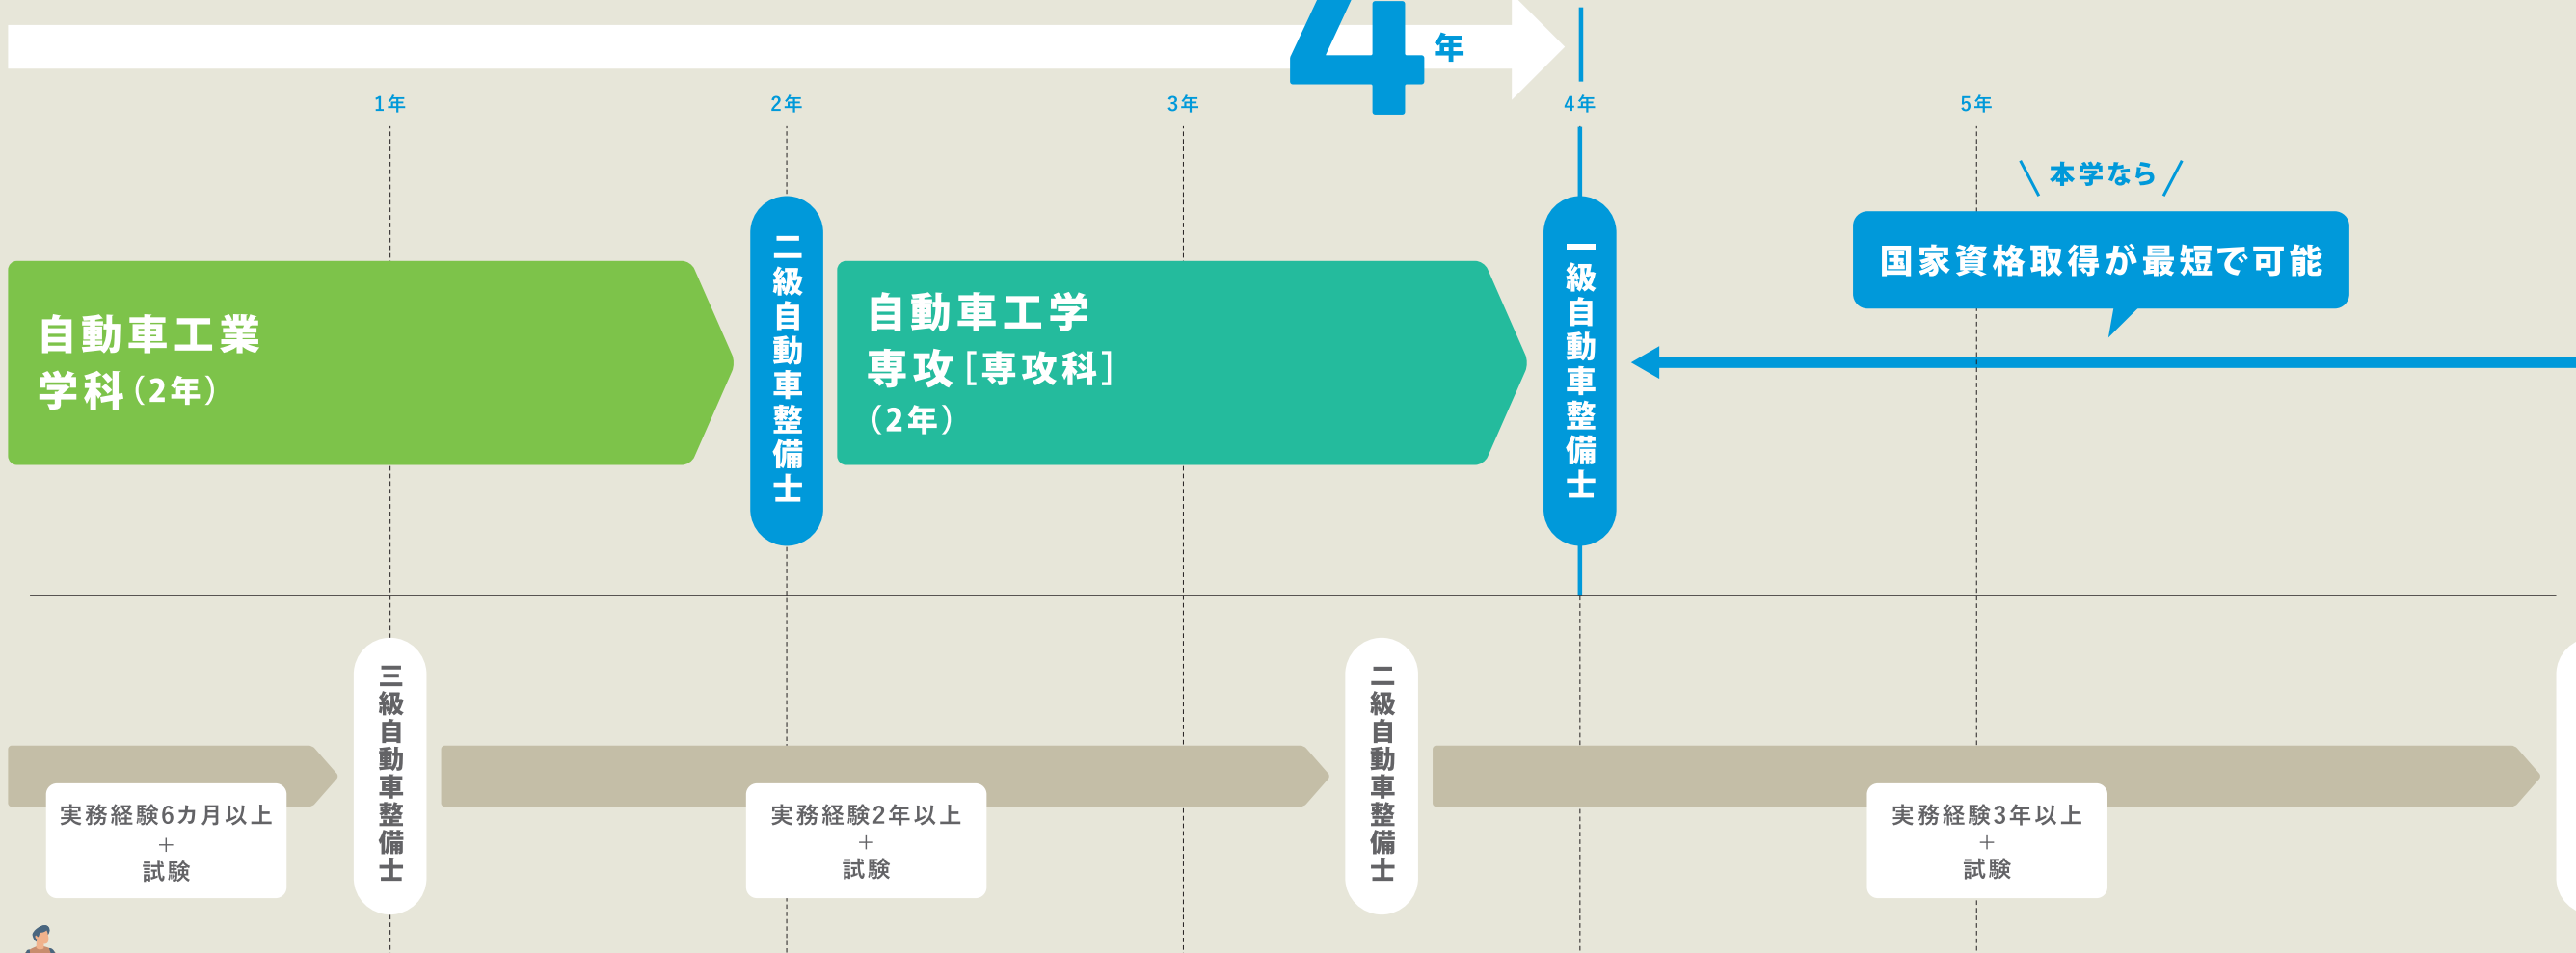 4年
1年
2年
3年
4年
5年
本学なら
国家資格取得が最短で可能
自動車工業
学科（2年）
二級自動車整備士
自動車工学
専攻[専攻科]
（2年）
一級自動車整備士
実務経験6カ月以上
＋
試験
三級自動車整備士
実務経験2年以上
＋
試験
二級自動車整備士
実務経験3年以上
＋
試験